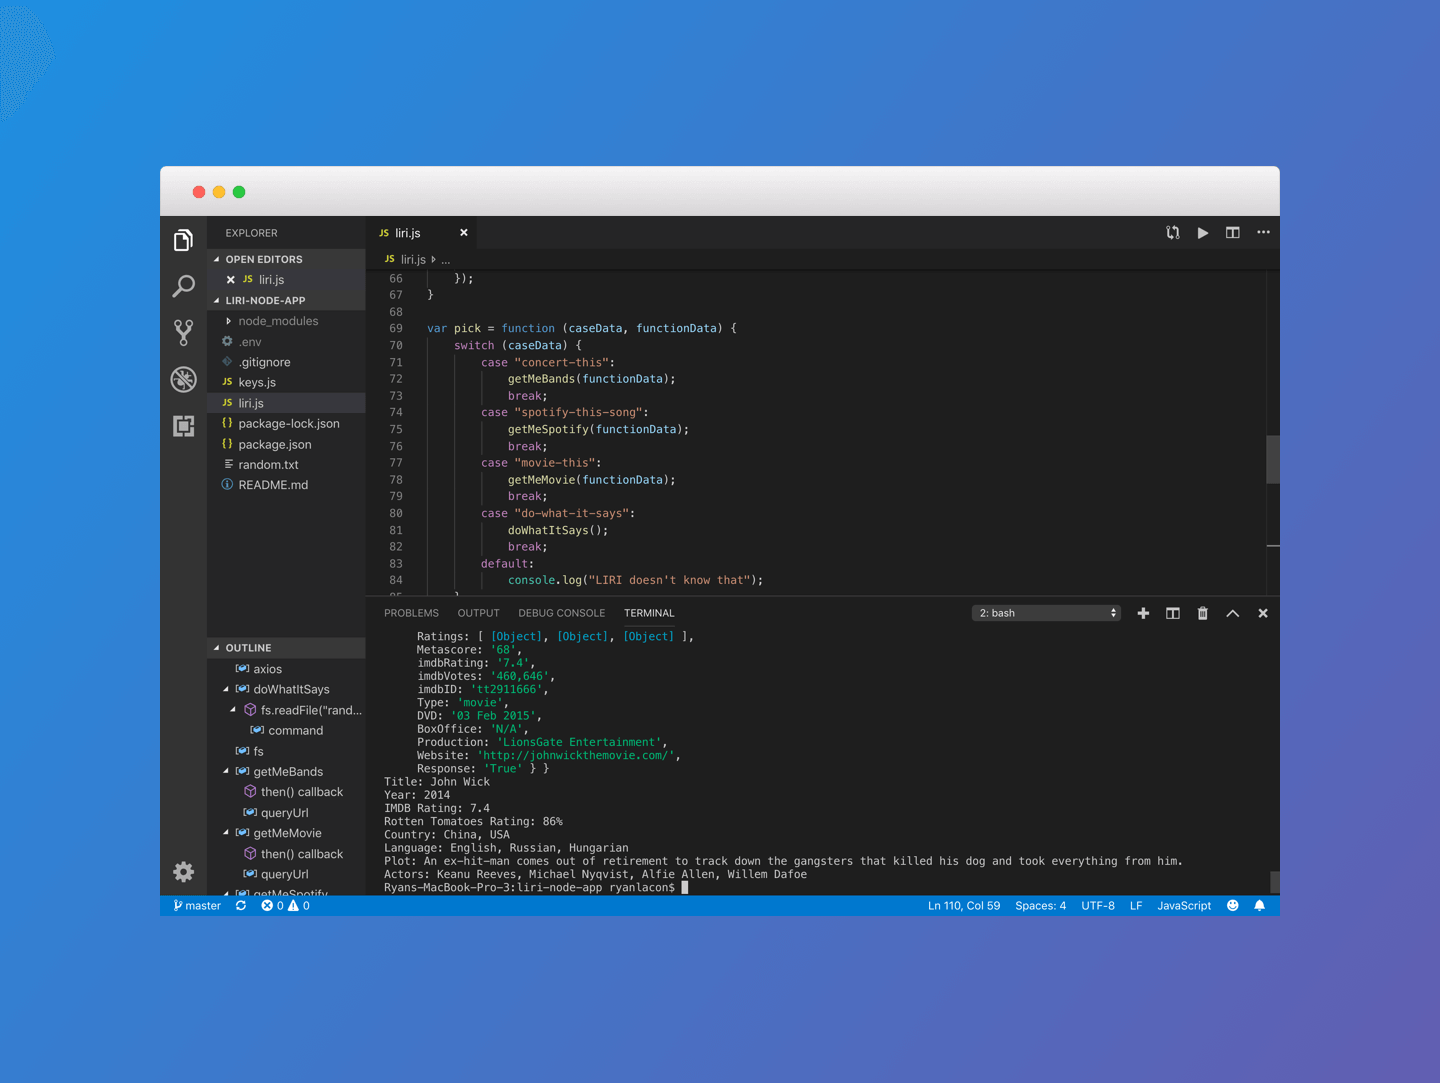 EXPLORER
OPEN EDITORS
JS liri.js
LIRI-NODE-APP
node_modules
.env
.gitignore
JS keys.js
JS liri.js
{} package-lock.json
{} package.json
random.txt
README.md
OUTLINE
axios
doWhatItSays
fs.readFile("rand...
command
fs
getMeBands
then() callback
queryUrl
getMeMovie
then() callback
queryUrl
getMeSpotify
JS liri.js
JS liri.js ...
66 });
67 }
68
69 var pick = function (caseData, functionData) {
70 switch (caseData) {
71 case "concert-this":
72 getMeBands(functionData);
73 break;
74 case "spotify-this-song":
75 getMeSpotify(functionData);
76 break;
77 case "movie-this":
78 getMeMovie(functionData);
79 break;
80 case "do-what-it-says":
81 doWhatItSays();
82 break;
83 default:
84 console.log("LIRI doesn't know that");
85 }
PROBLEMS OUTPUT DEBUG CONSOLE TERMINAL 2: bash
Ratings: [ [Object], [Object], [Object] ],
Metascore: '68',
imdbRating: '7.4',
imdbVotes: '460,646',
imdbID: 'tt2911666',
Type: 'movie',
DVD: '03 Feb 2015',
BoxOffice: 'N/A',
Production: 'LionsGate Entertainment',
Website: 'http://johnwickthemovie.com/',
Response: 'True' } }
Title: John Wick
Year: 2014
IMDB Rating: 7.4
Rotten Tomatoes Rating: 86%
Country: China, USA
Language: English, Russian, Hungarian
Plot: An ex-hit-man comes out of retirement to track down the gangsters that killed his dog and took everything from him.
Actors: Keanu Reeves, Michael Nyqvist, Alfie Allen, Willem Dafoe
Ryans-MacBook-Pro-3:liri-node-app ryanlacon$
master 0 0 Ln 110, Col 59 Spaces: 4 UTF-8 LF JavaScript